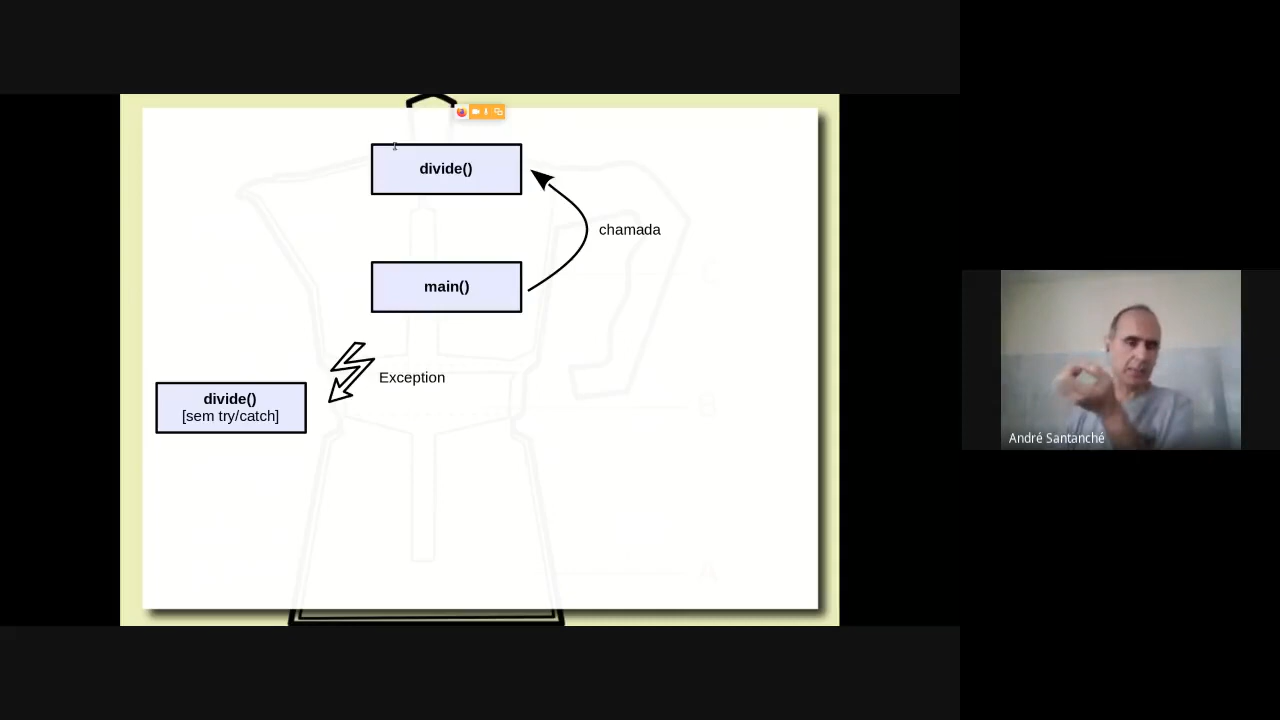 divide()
chamada
main()
Exception
divide()
[sem try/catch]
C
B
A
André Santanché